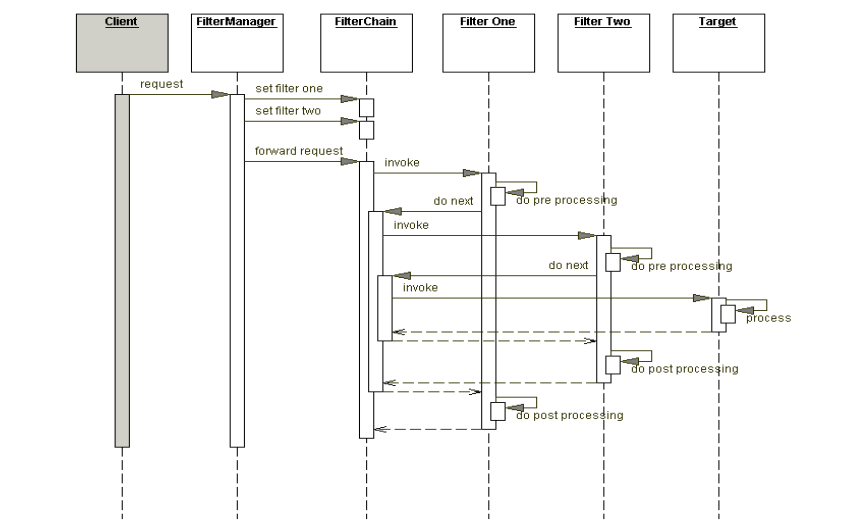 Client
FilterManager
FilterChain
Filter One
Filter Two
Target
request
set filter one
set filter two
forward request
invoke
do pre processing
do next
invoke
do pre processing
do next
invoke
process
do post processing
do post processing